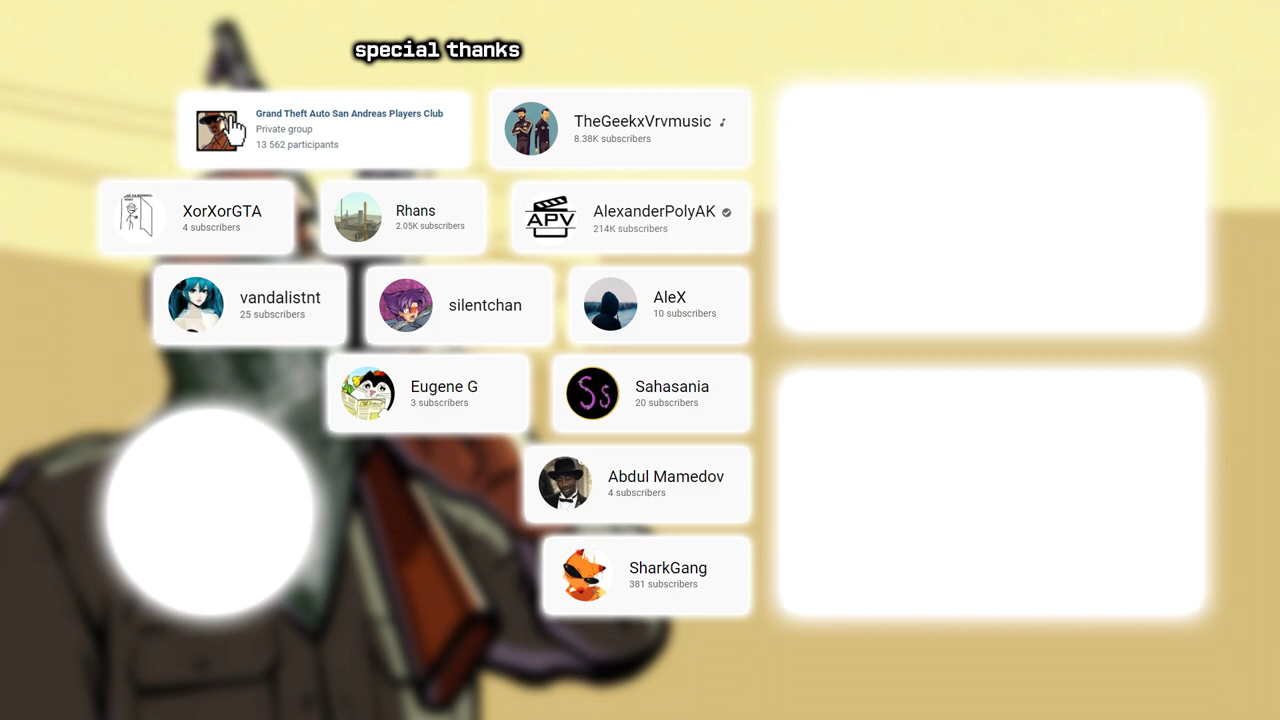 special thanks
Grand Theft Auto San Andreas Players Club
Private group
13 562 participants
TheGeekxVrvmusic
8.38K subscribers
XorXorGTA
4 subscribers
Rhans
2.05K subscribers
APV
AlexanderPolyAK
214K subscribers
vandalistnt
25 subscribers
silentchan
AleX
10 subscribers
Eugene G
3 subscribers
Ss
Sahasania
20 subscribers
Abdul Mamedov
4 subscribers
SharkGang
381 subscribers